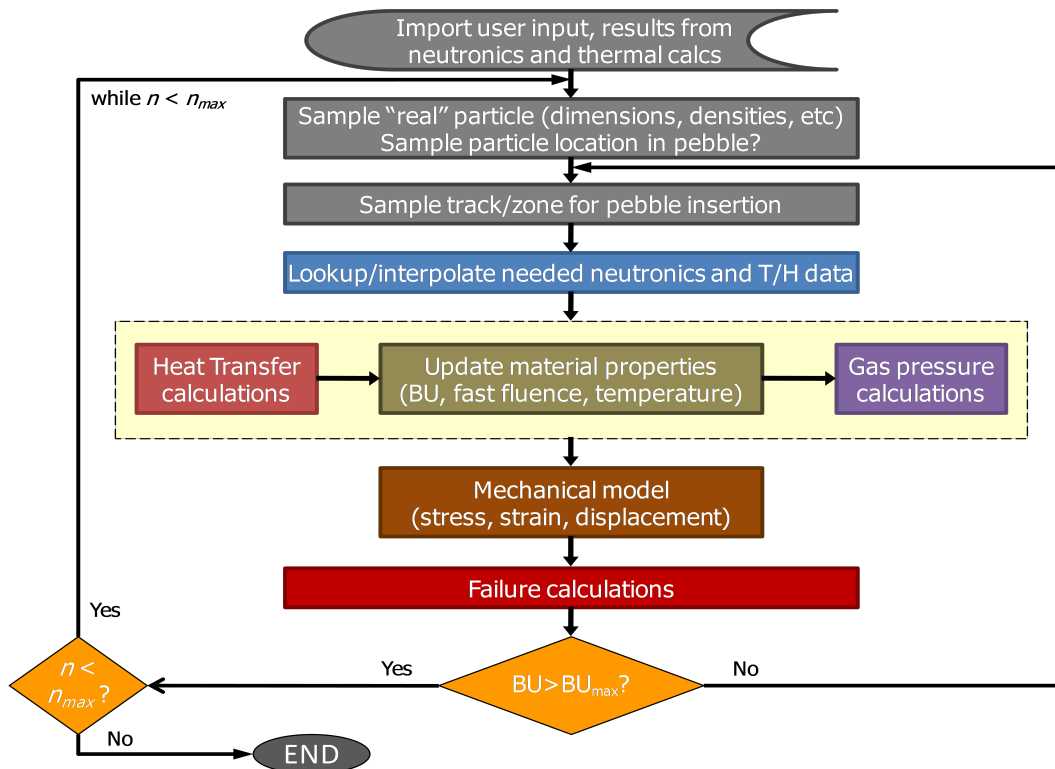 Import user input, results from
neutronics and thermal calcs
while n < nmax
Sample “real” particle (dimensions, densities, etc)
Sample particle location in pebble?
Sample track/zone for pebble insertion
Lookup/interpolate needed neutronics and T/H data
Heat Transfer
calculations
Update material properties
(BU, fast fluence, temperature)
Gas pressure
calculations
Mechanical model
(stress, strain, displacement)
Failure calculations
Yes
n <
nmax?
Yes
BU>BUmax?
No
No
END